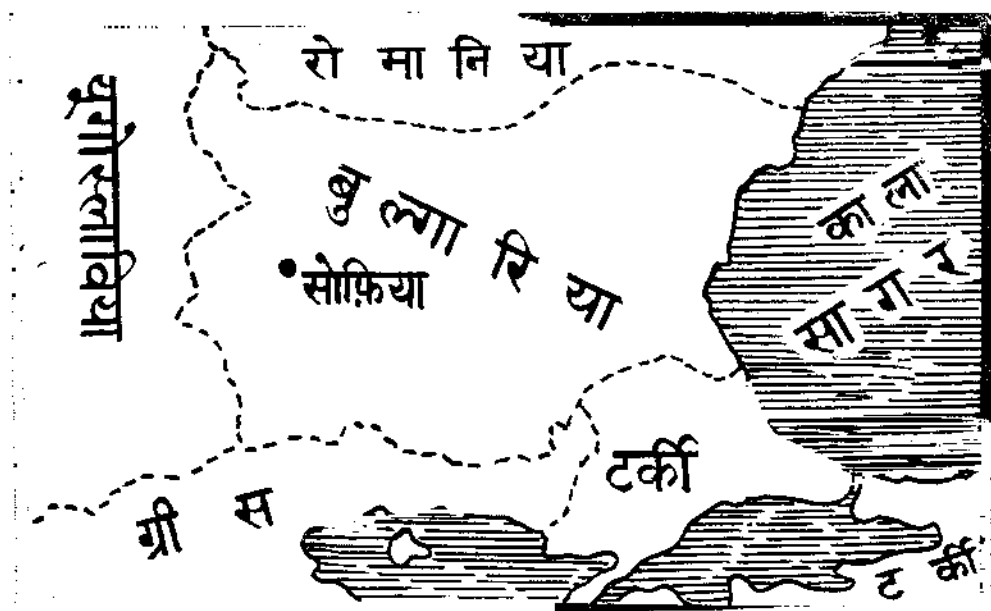 रोमानिया
यूगोस्लाविया
बुल्गारिया
सोफ़िया
काला
सागर
टर्की
ग्रीस
टर्की